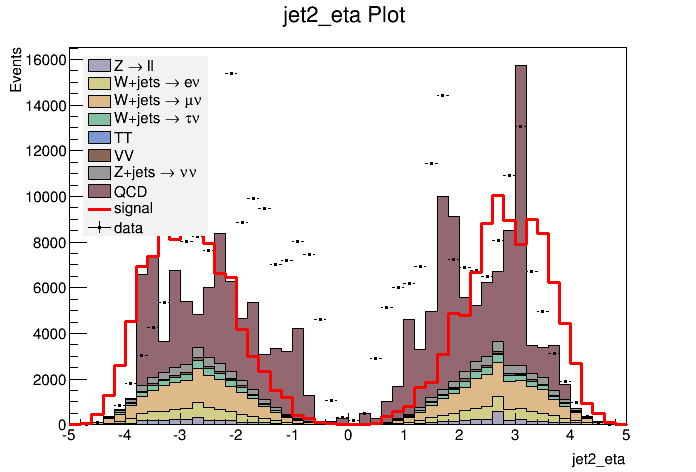 jet2_eta Plot
Events
16000
14000
12000
10000
8000
6000
4000
2000
0
Z → ll
W+jets → eν
W+jets → μν
W+jets → τν
TT
VV
Z+jets → νν
QCD
signal
data
-5 -4 -3 -2 -1 0 1 2 3 4 5
jet2_eta